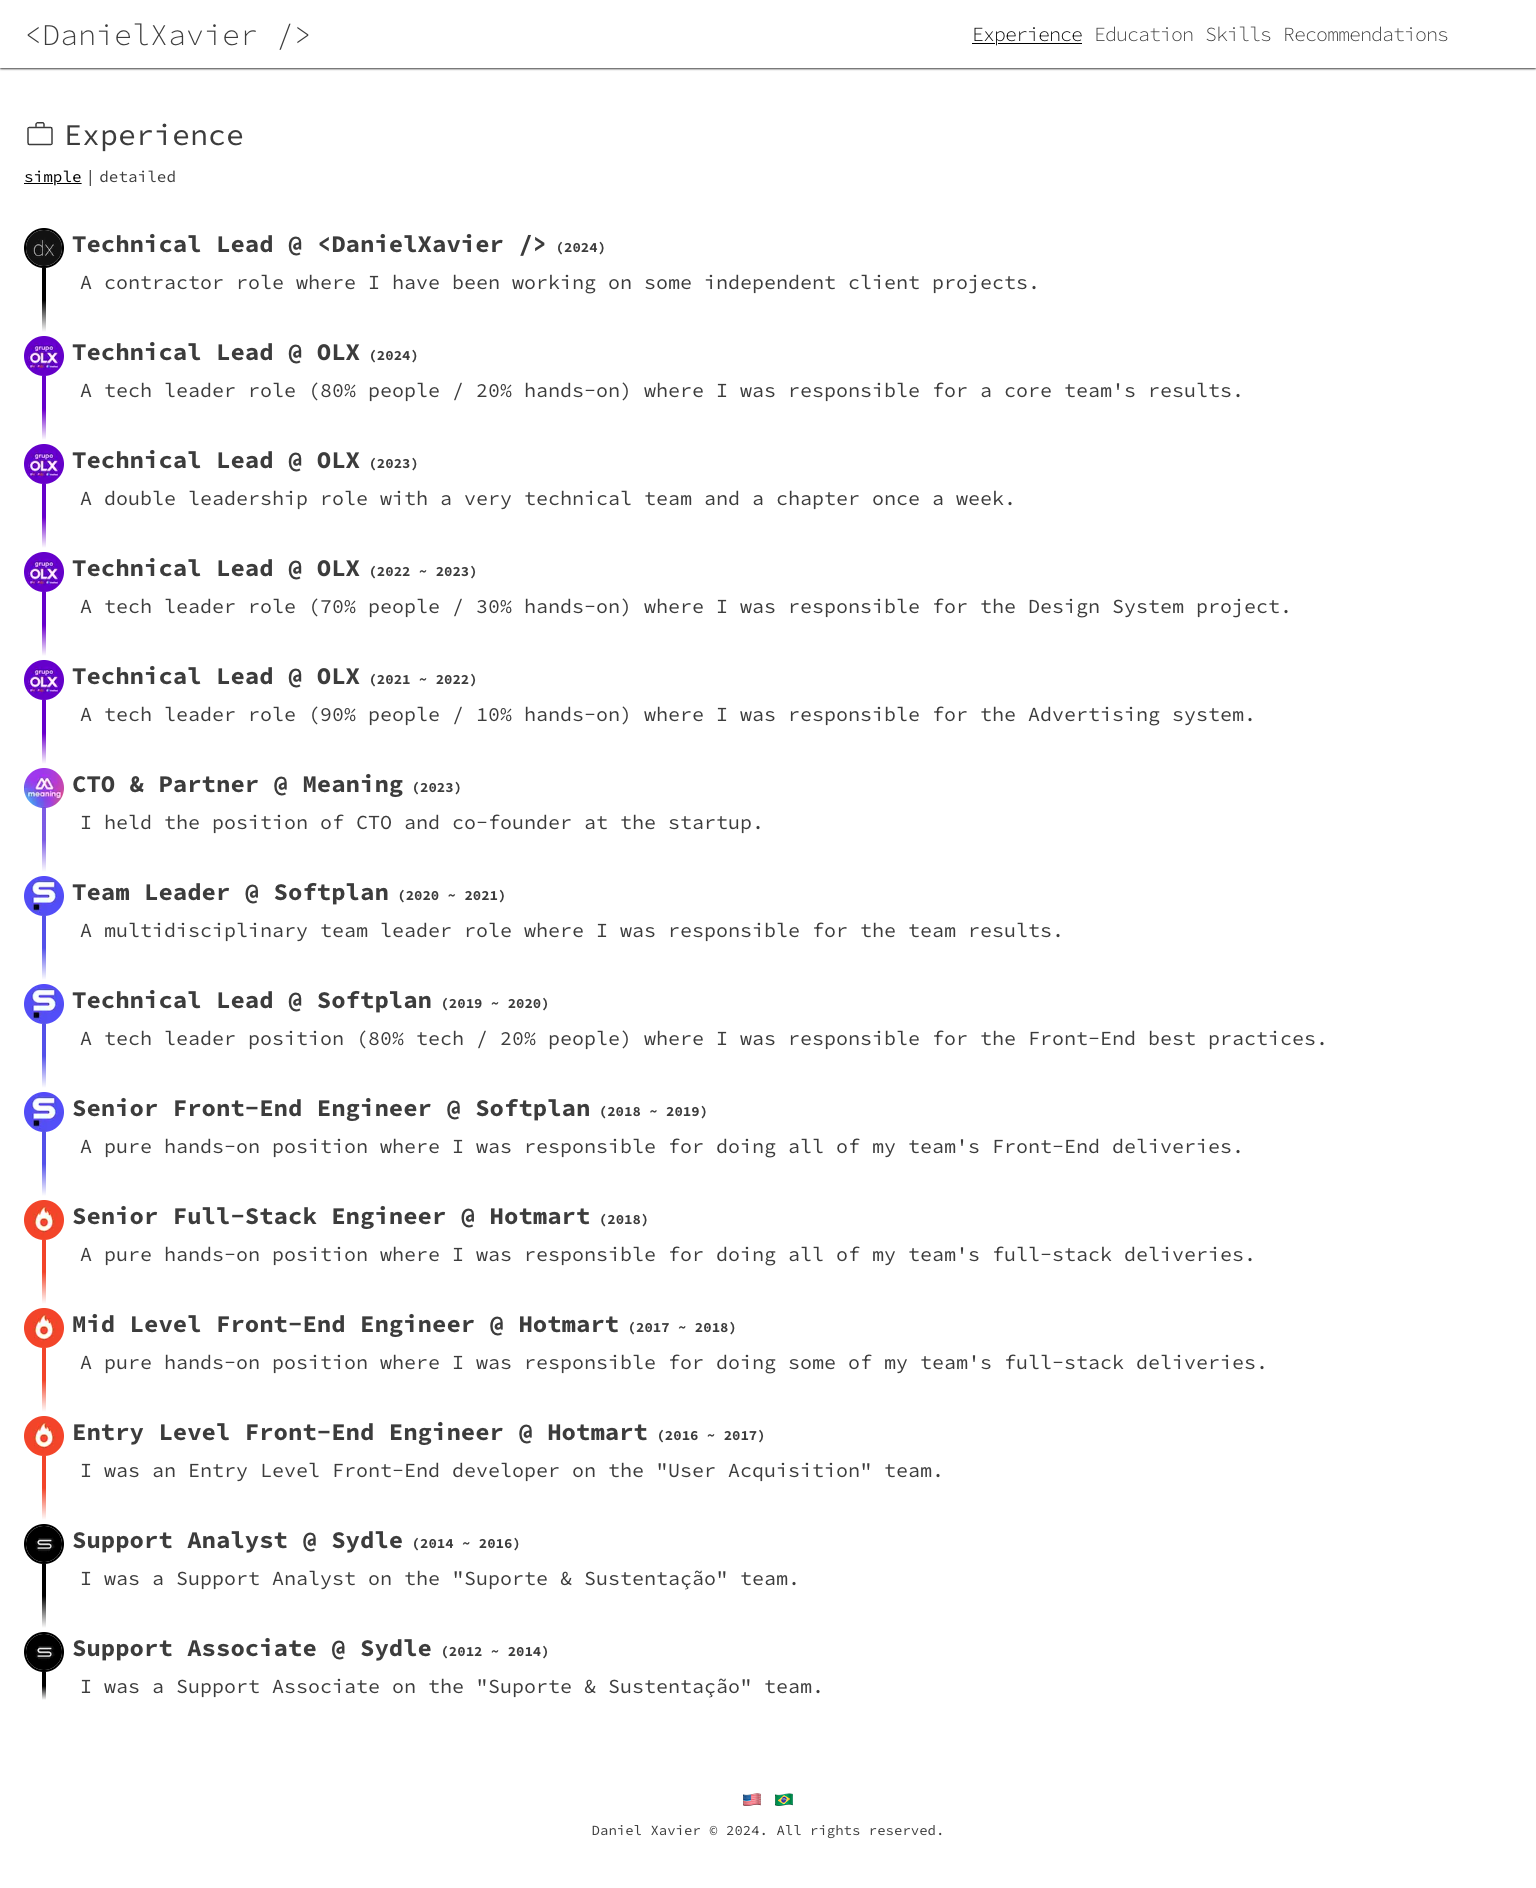 <DanielXavier />
Experience Education Skills Recommendations
Experience
simple | detailed
dx
Technical Lead @ <DanielXavier /> (2024)
A contractor role where I have been working on some independent client projects.
grupo
OLX
Technical Lead @ OLX (2024)
A tech leader role (80% people / 20% hands-on) where I was responsible for a core team's results.
grupo
OLX
Technical Lead @ OLX (2023)
A double leadership role with a very technical team and a chapter once a week.
grupo
OLX
Technical Lead @ OLX (2022 ~ 2023)
A tech leader role (70% people / 30% hands-on) where I was responsible for the Design System project.
grupo
OLX
Technical Lead @ OLX (2021 ~ 2022)
A tech leader role (90% people / 10% hands-on) where I was responsible for the Advertising system.
meaning
CTO & Partner @ Meaning (2023)
I held the position of CTO and co-founder at the startup.
Team Leader @ Softplan (2020 ~ 2021)
A multidisciplinary team leader role where I was responsible for the team results.
Technical Lead @ Softplan (2019 ~ 2020)
A tech leader position (80% tech / 20% people) where I was responsible for the Front-End best practices.
Senior Front-End Engineer @ Softplan (2018 ~ 2019)
A pure hands-on position where I was responsible for doing all of my team's Front-End deliveries.
Senior Full-Stack Engineer @ Hotmart (2018)
A pure hands-on position where I was responsible for doing all of my team's full-stack deliveries.
Mid Level Front-End Engineer @ Hotmart (2017 ~ 2018)
A pure hands-on position where I was responsible for doing some of my team's full-stack deliveries.
Entry Level Front-End Engineer @ Hotmart (2016 ~ 2017)
I was an Entry Level Front-End developer on the "User Acquisition" team.
Support Analyst @ Sydle (2014 ~ 2016)
I was a Support Analyst on the "Suporte & Sustentação" team.
Support Associate @ Sydle (2012 ~ 2014)
I was a Support Associate on the "Suporte & Sustentação" team.
Daniel Xavier © 2024. All rights reserved.